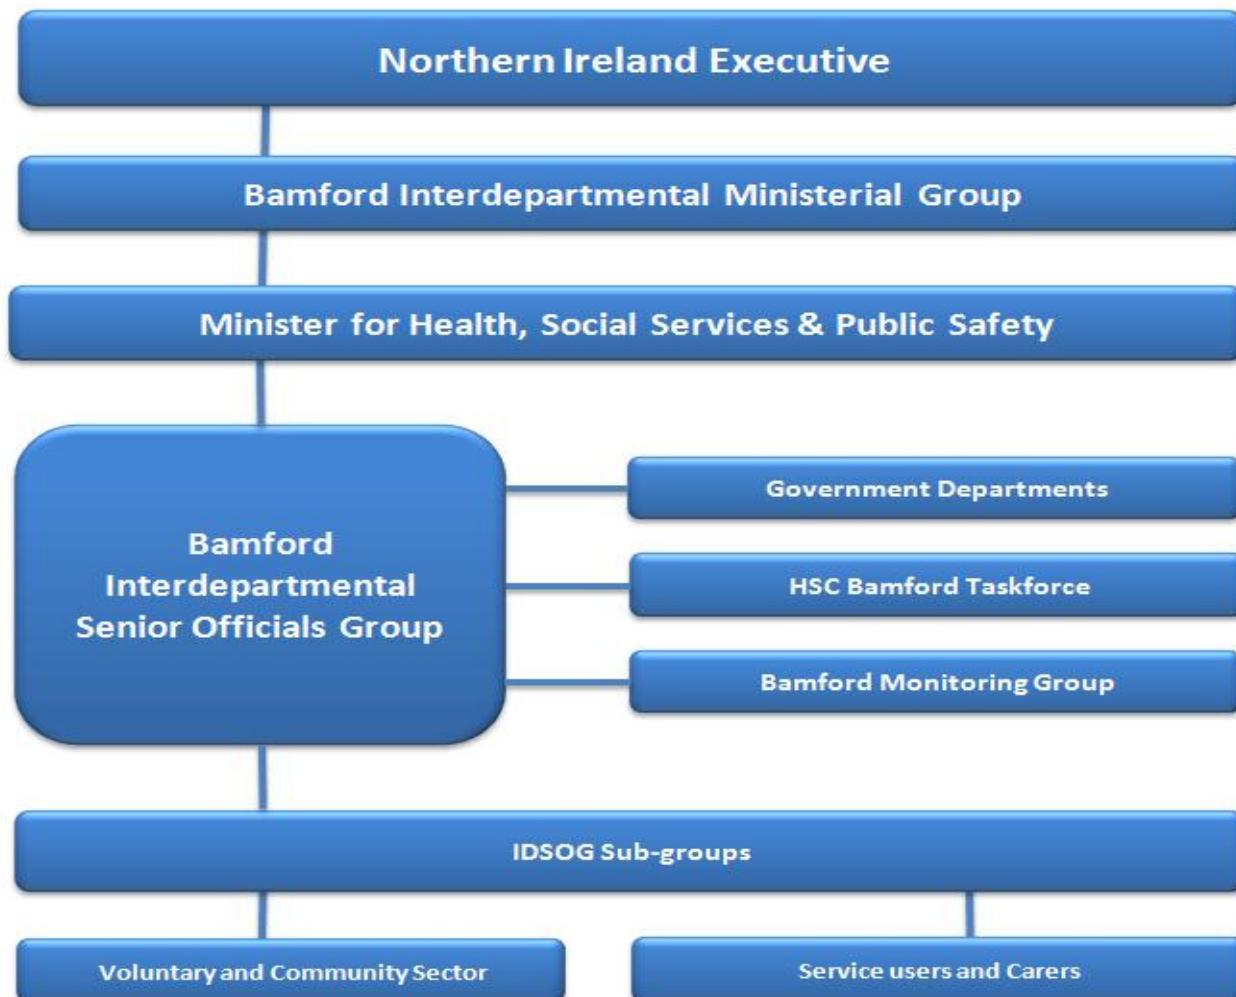 Northern Ireland Executive
Bamford Interdepartmental Ministerial Group
Minister for Health, Social Services & Public Safety
Bamford
Interdepartmental
Senior Officials Group
Government Departments
HSC Bamford Taskforce
Bamford Monitoring Group
IDSOG Sub-groups
Voluntary and Community Sector
Service users and Carers